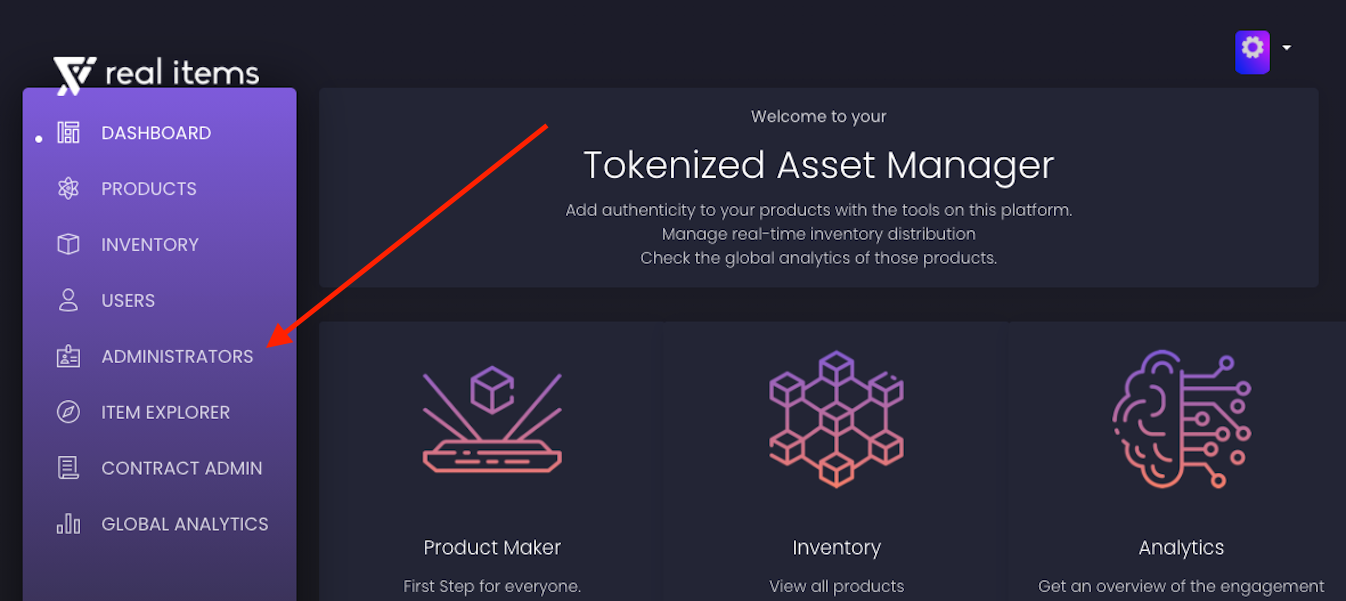 real items
DASHBOARD
PRODUCTS
INVENTORY
USERS
ADMINISTRATORS
ITEM EXPLORER
CONTRACT ADMIN
GLOBAL ANALYTICS
Welcome to your
Tokenized Asset Manager
Add authenticity to your products with the tools on this platform.
Manage real-time inventory distribution
Check the global analytics of those products.
Product Maker
First Step for everyone.
Inventory
View all products
Analytics
Get an overview of the engagement